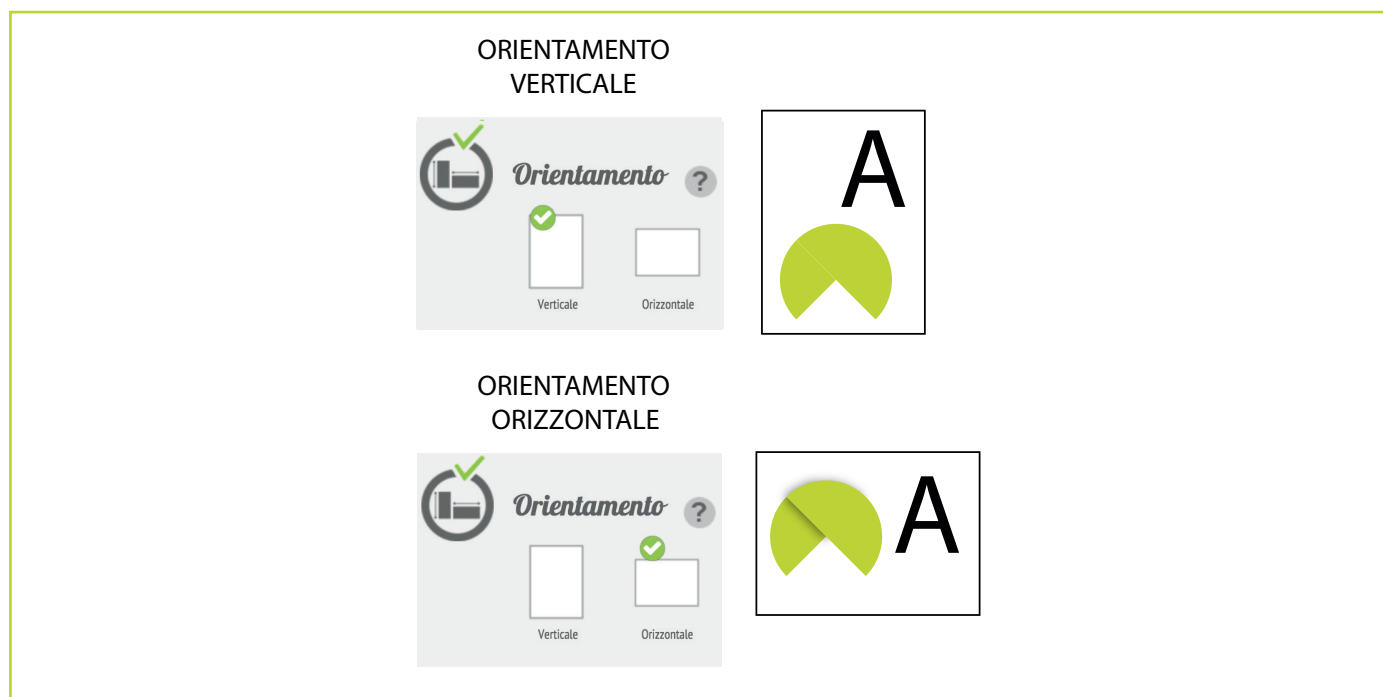 ORIENTAMENTO
VERTICALE
Orientamento ?
Verticale Orizzontale
A
ORIENTAMENTO
ORIZZONTALE
Orientamento ?
Verticale Orizzontale
A